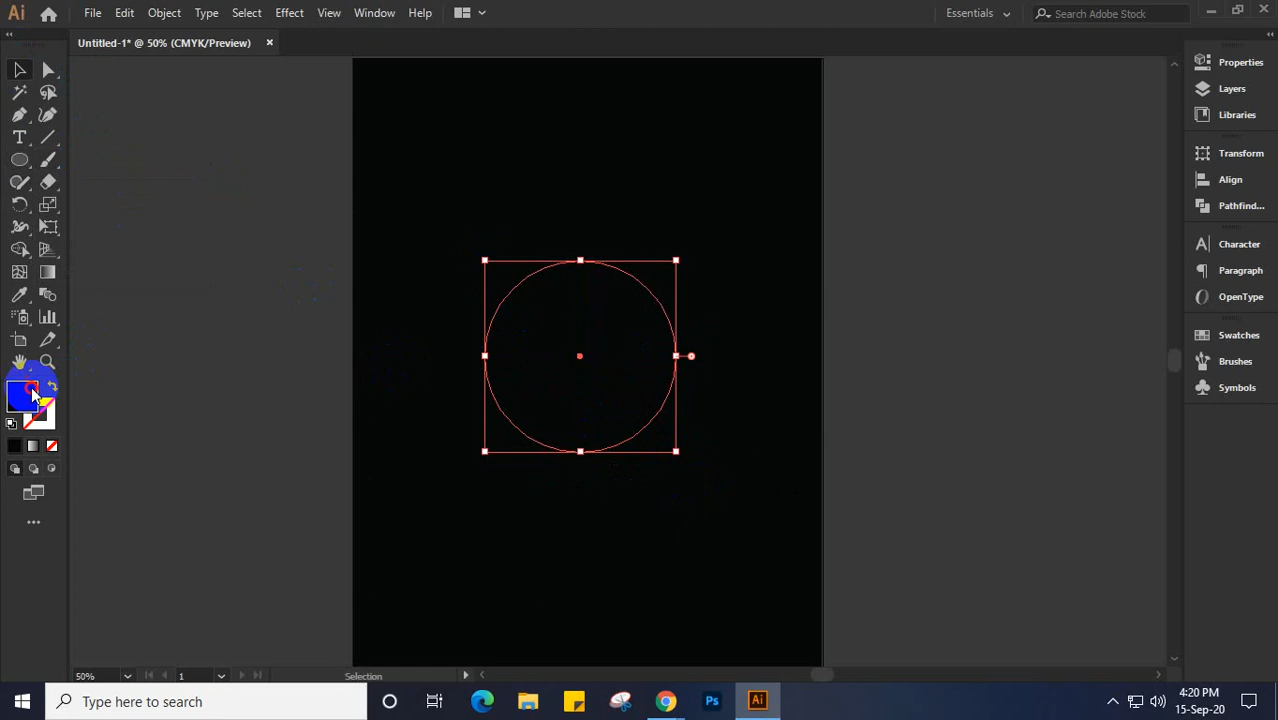 Ai File Edit Object Type Select Effect View Window Help Essentials Search Adobe Stock
Untitled-1* @ 50% (CMYK/Preview)
Properties
Layers
Libraries
Transform
Align
Pathfind...
Character
Paragraph
OpenType
Swatches
Brushes
Symbols
50% 1 Selection
Type here to search Ps Ai 4:20 PM
15-Sep-20